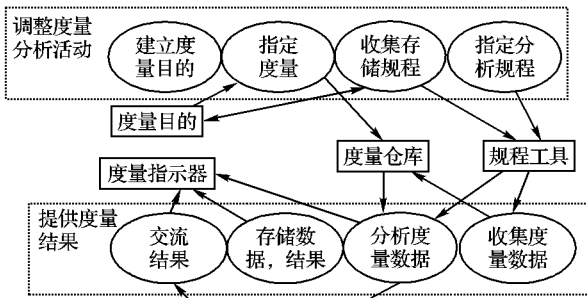 调整度量
分析活动
建立度
量目的
指定
度量
收集存
储规程
指定分
析规程
度量目的
度量仓库
规程工具
度量指示器
提供度量
结果
交流
结果
存储数
据，结果
分析度
量数据
收集度
量数据